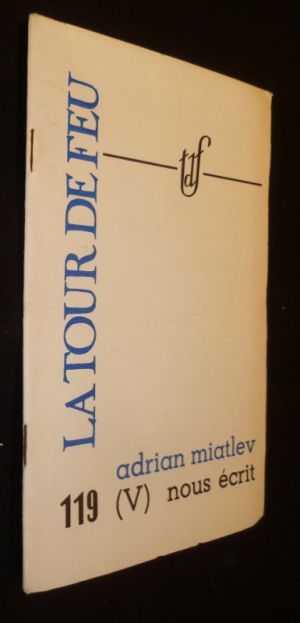 LA TOUR DE FEU
tdf
adrian miatlev
119 (V) nous écrit